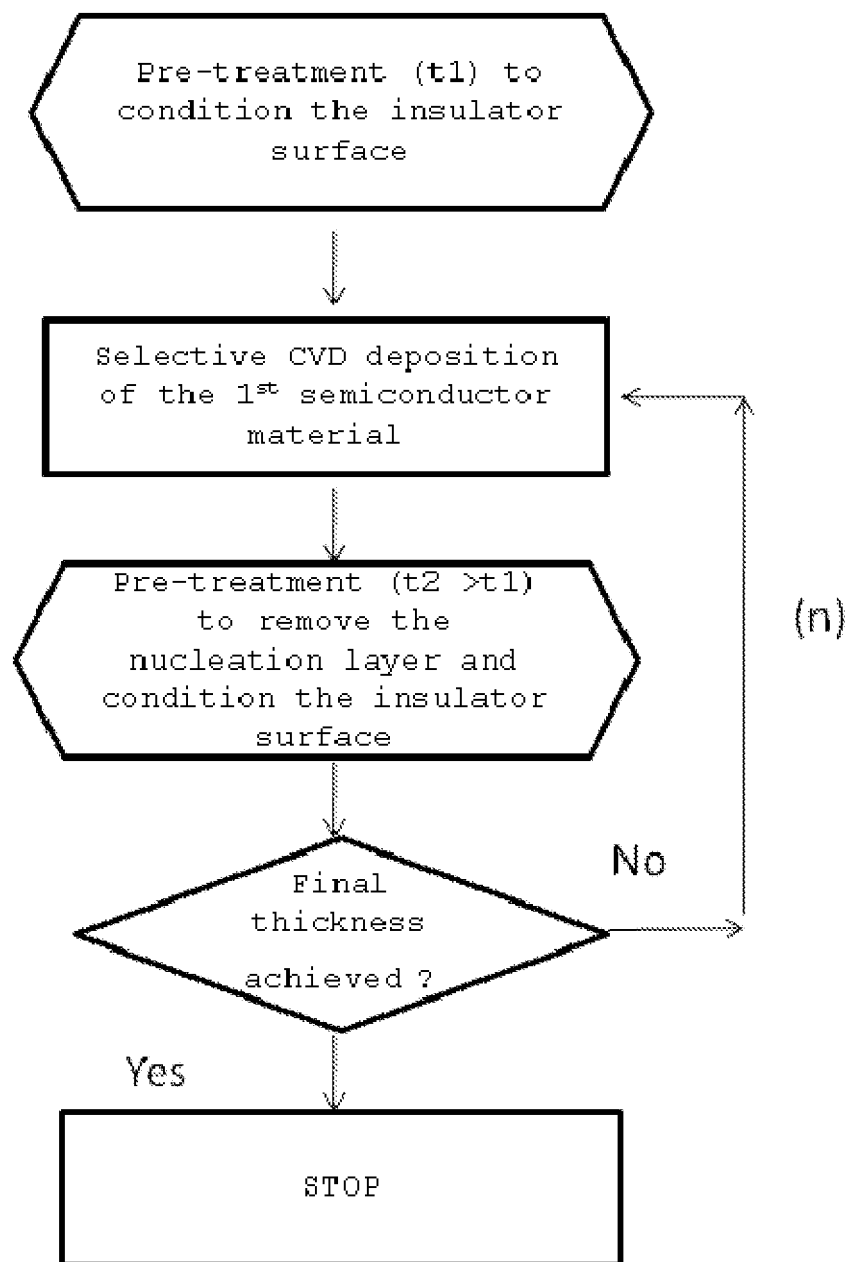 Pre-treatment (t1) to
condition the insulator
surface
Selective CVD deposition
of the 1st semiconductor
material
Pre-treatment (t2 >t1)
to remove the
nucleation layer and
condition the insulator
surface
(n)
No
Final
thickness
achieved ?
Yes
STOP